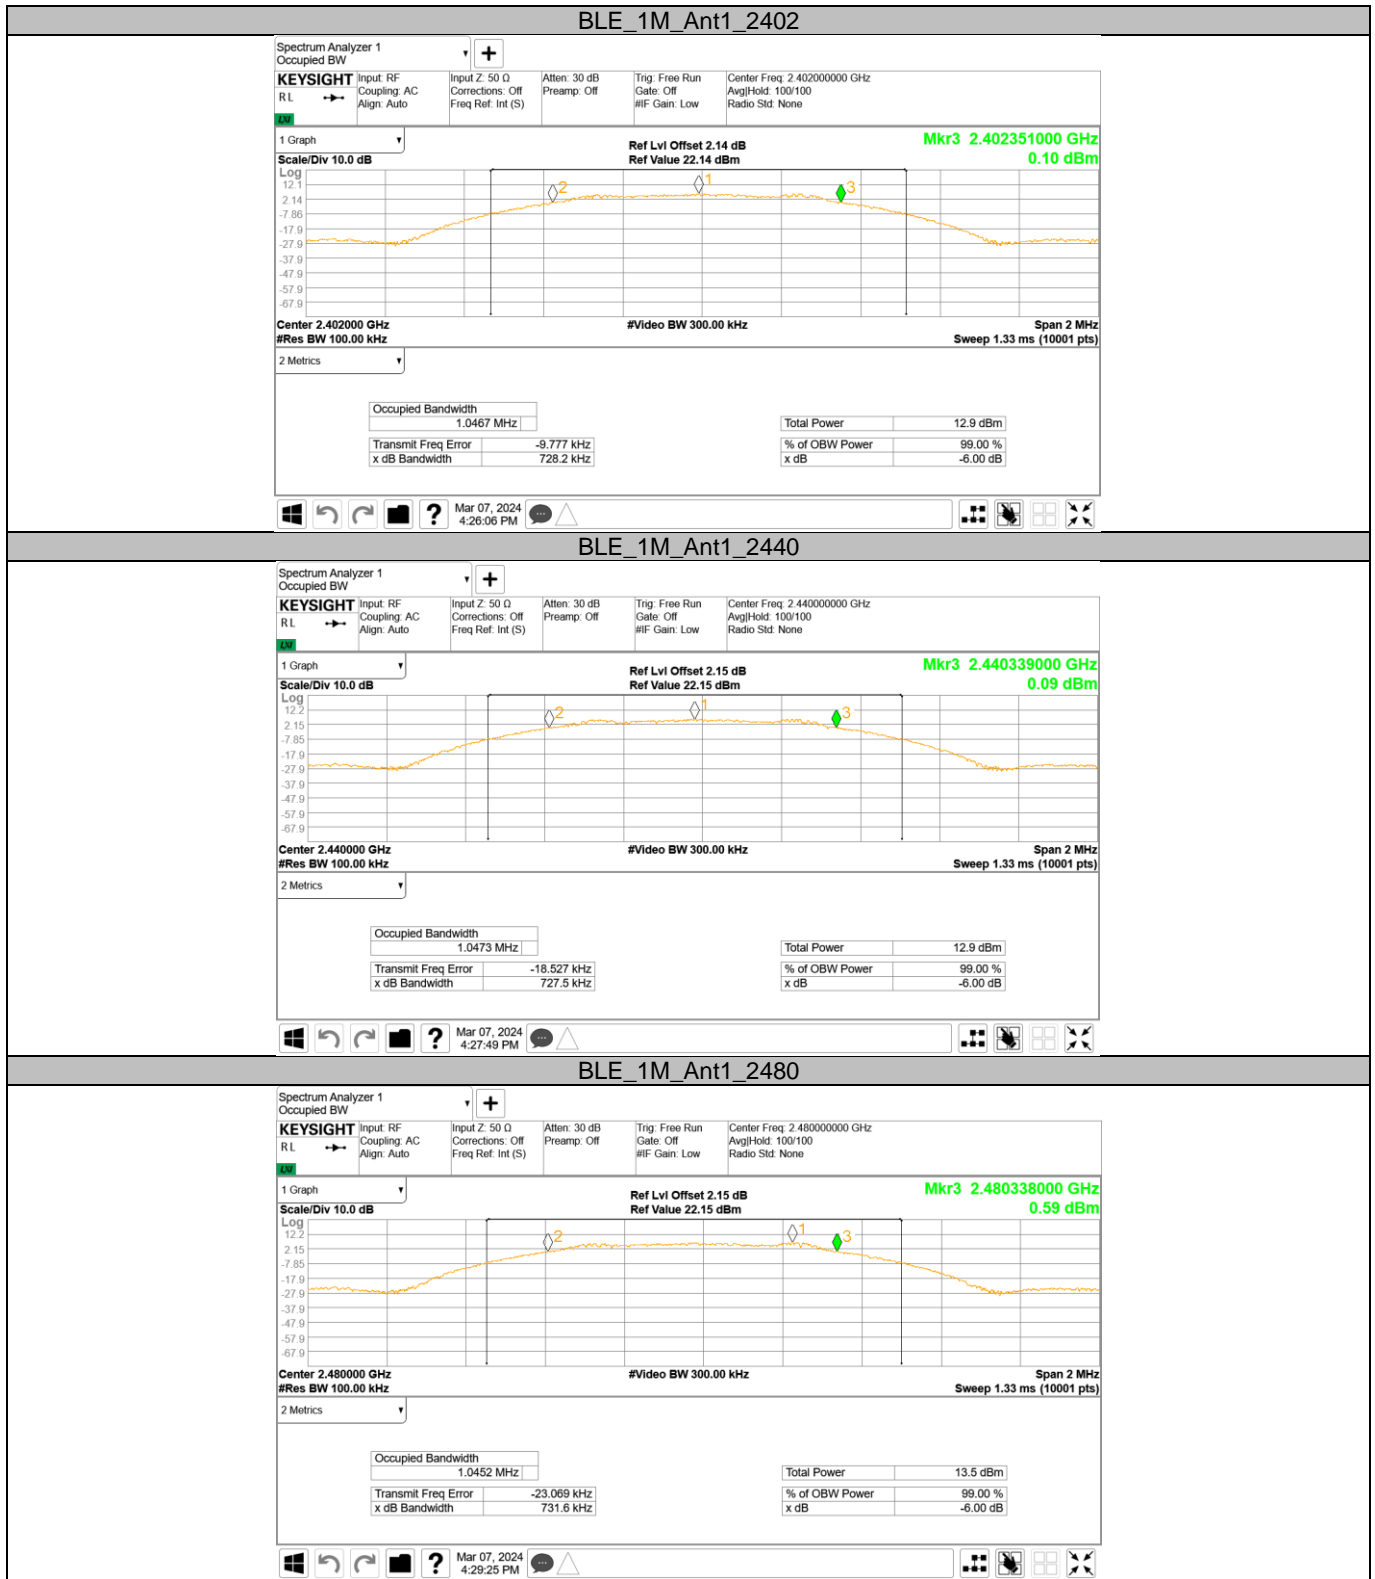 BLE_1M_Ant1_2402
Spectrum Analyzer 1
Occupied BW
KEYSIGHT Input: RF Input Z: 50 Ω Atten: 30 dB Trig: Free Run Center Freq: 2.402000000 GHz
RL Coupling: AC Corrections: Off Preamp: Off Gate: Off Avg|Hold: 100/100
Align: Auto Freq Ref: Int (S) #IF Gain: Low Radio Std: None
LXI
1 Graph Ref Lvl Offset 2.14 dB Mkr3 2.402351000 GHz
Scale/Div 10.0 dB Ref Value 22.14 dBm 0.10 dBm
Log
12.1
2.14
-7.86
-17.9
-27.9
-37.9
-47.9
-57.9
-67.9
2 1 3
Center 2.402000 GHz #Video BW 300.00 kHz Span 2 MHz
#Res BW 100.00 kHz Sweep 1.33 ms (10001 pts)
2 Metrics
Occupied Bandwidth
1.0467 MHz Total Power 12.9 dBm
Transmit Freq Error -9.777 kHz % of OBW Power 99.00 %
x dB Bandwidth 728.2 kHz x dB -6.00 dB
? Mar 07, 2024
4:26:06 PM
BLE_1M_Ant1_2440
Spectrum Analyzer 1
Occupied BW
KEYSIGHT Input: RF Input Z: 50 Ω Atten: 30 dB Trig: Free Run Center Freq: 2.440000000 GHz
RL Coupling: AC Corrections: Off Preamp: Off Gate: Off Avg|Hold: 100/100
Align: Auto Freq Ref: Int (S) #IF Gain: Low Radio Std: None
LXI
1 Graph Ref Lvl Offset 2.15 dB Mkr3 2.440339000 GHz
Scale/Div 10.0 dB Ref Value 22.15 dBm 0.09 dBm
Log
12.2
2.15
-7.85
-17.9
-27.9
-37.9
-47.9
-57.9
-67.9
2 1 3
Center 2.440000 GHz #Video BW 300.00 kHz Span 2 MHz
#Res BW 100.00 kHz Sweep 1.33 ms (10001 pts)
2 Metrics
Occupied Bandwidth
1.0473 MHz Total Power 12.9 dBm
Transmit Freq Error -18.527 kHz % of OBW Power 99.00 %
x dB Bandwidth 727.5 kHz x dB -6.00 dB
? Mar 07, 2024
4:27:49 PM
BLE_1M_Ant1_2480
Spectrum Analyzer 1
Occupied BW
KEYSIGHT Input: RF Input Z: 50 Ω Atten: 30 dB Trig: Free Run Center Freq: 2.480000000 GHz
RL Coupling: AC Corrections: Off Preamp: Off Gate: Off Avg|Hold: 100/100
Align: Auto Freq Ref: Int (S) #IF Gain: Low Radio Std: None
LXI
1 Graph Ref Lvl Offset 2.15 dB Mkr3 2.480338000 GHz
Scale/Div 10.0 dB Ref Value 22.15 dBm 0.59 dBm
Log
12.2
2.15
-7.85
-17.9
-27.9
-37.9
-47.9
-57.9
-67.9
2 1 3
Center 2.480000 GHz #Video BW 300.00 kHz Span 2 MHz
#Res BW 100.00 kHz Sweep 1.33 ms (10001 pts)
2 Metrics
Occupied Bandwidth
1.0452 MHz Total Power 13.5 dBm
Transmit Freq Error -23.069 kHz % of OBW Power 99.00 %
x dB Bandwidth 731.6 kHz x dB -6.00 dB
? Mar 07, 2024
4:29:25 PM